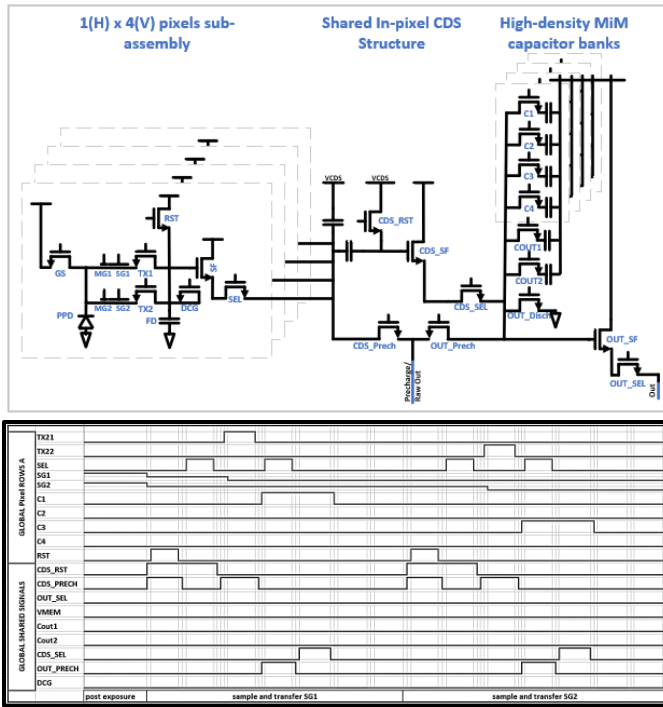 1(H) x 4(V) pixels sub-
assembly
Shared In-pixel CDS
Structure
High-density MiM
capacitor banks
C1
C2
C3
C4
COUT1
COUT2
OUT_Disch
VCDS
VCDS
CDS_RST
CDS_SF
CDS_SEL
RST
SF
SEL
GS
MG1
SG1
TX1
MG2
SG2
TX2
DCG
PPD
FD
CDS_Prech
OUT_Prech
OUT_SF
OUT_SEL
Precharge/
Raw Out
Out
GLOBAL Pixel ROWS A
TX21
TX22
SEL
SG1
SG2
C1
C2
C3
C4
RST
GLOBAL SHARED SIGNALS
CDS_RST
CDS_PRECH
OUT_SEL
VMEM
Cout1
Cout2
CDS_SEL
OUT_PRECH
DCG
post exposure
sample and transfer SG1
sample and transfer SG2